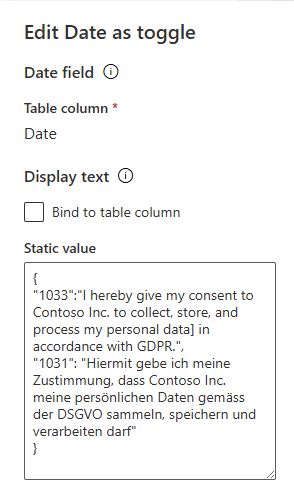 Edit Date as toggle
Date field
Table column *
Date
Display text
Bind to table column
Static value
{
"1033":"I hereby give my consent to
Contoso Inc. to collect, store, and
process my personal data] in
accordance with GDPR.",
"1031": "Hiermit gebe ich meine
Zustimmung, dass Contoso Inc.
meine persönlichen Daten gemäss
der DSGVO sammeln, speichern und
verarbeiten darf"
}